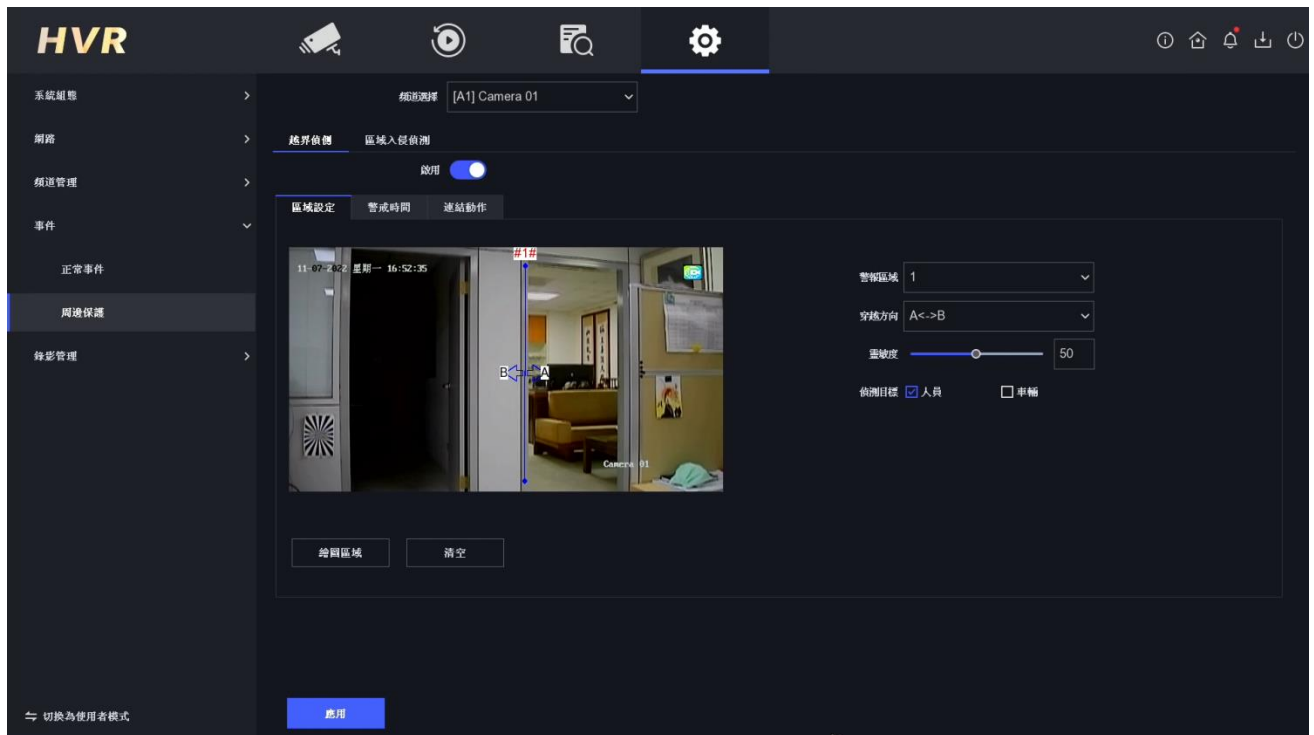 HVR
系統組態
網路
頻道管理
事件
正常事件
周邊保護
錄影管理
切換為使用者模式
頻道選擇 [A1] Camera 01
越界偵側 區域入侵偵測
啟用
區域設定 警戒時間 連結動作
#1#
11-07-2022 星期一 16:52:35
B A
Camera 01
警報區域 1
穿越方向 A<->B
靈敏度 50
偵測目標 人員 車輛
繪圖區域 清空
應用